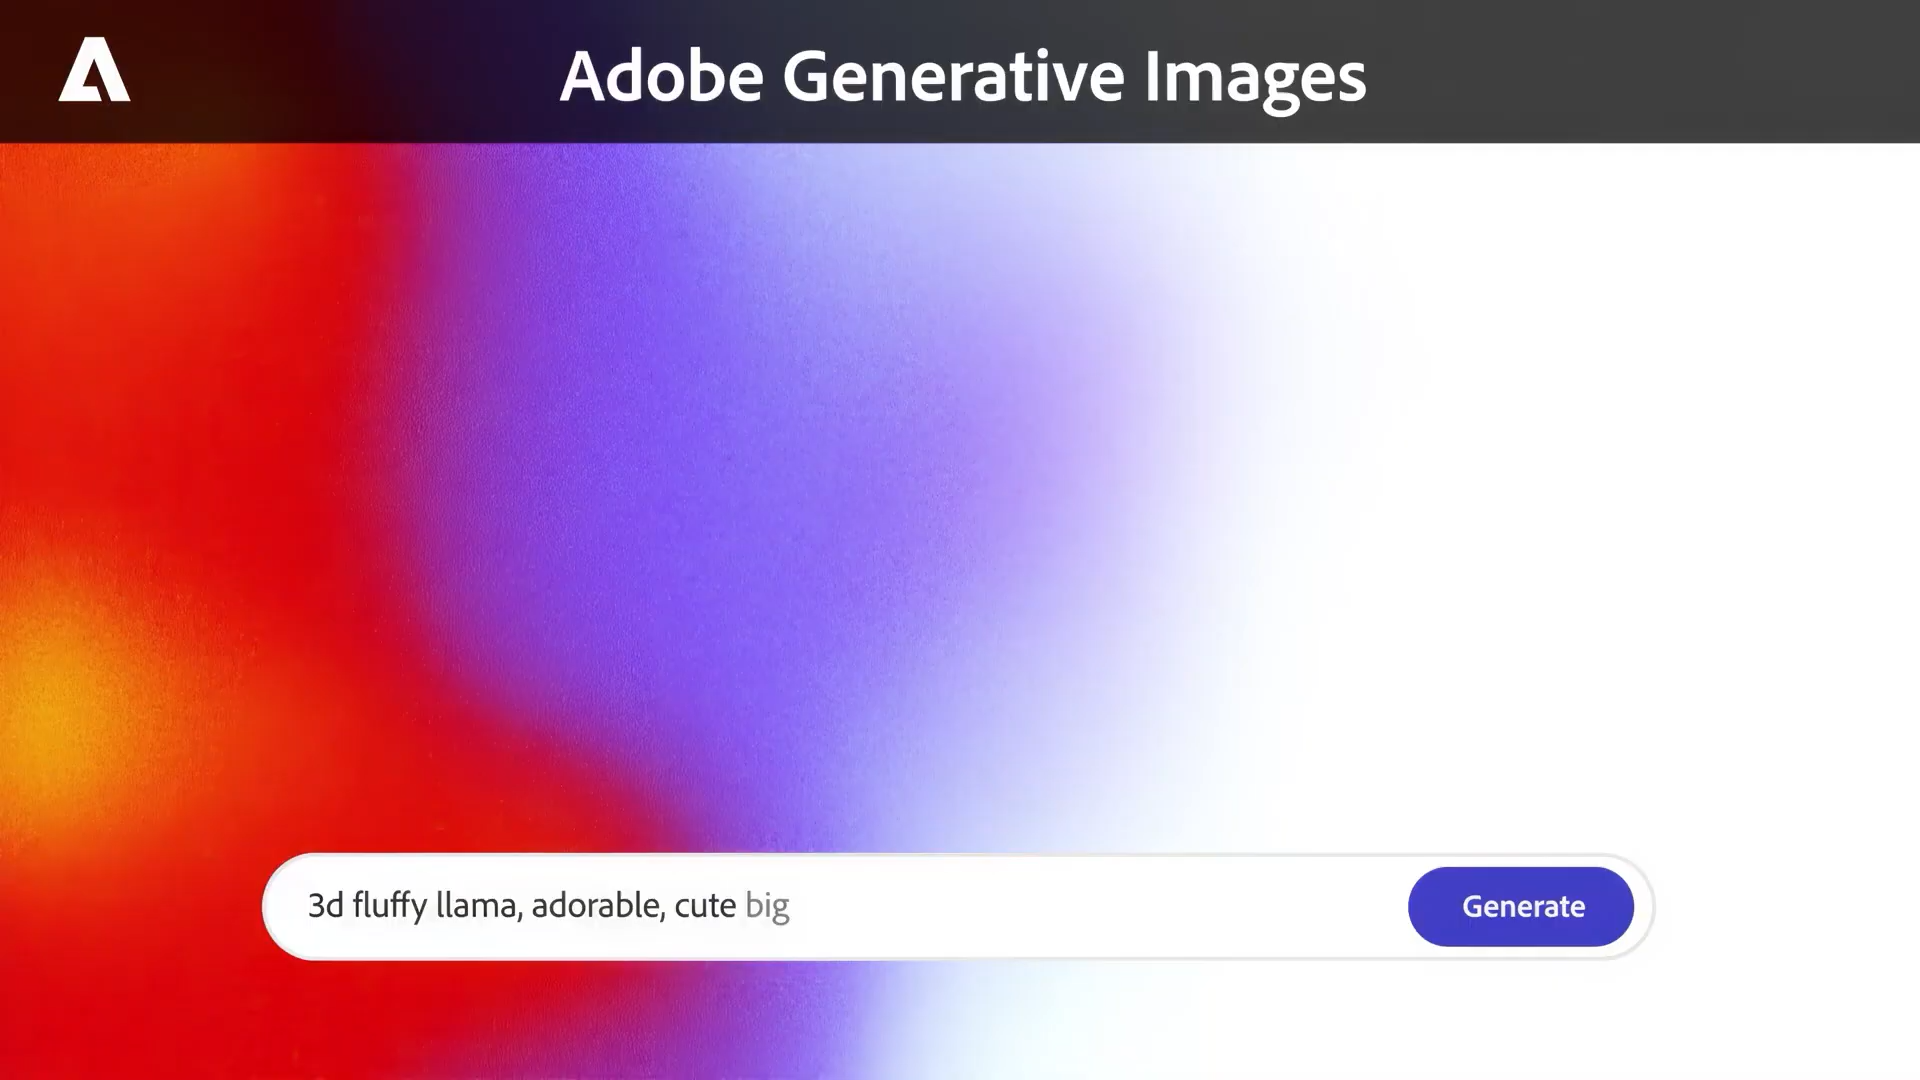 Adobe Generative Images
3d fluffy llama, adorable, cute big
Generate